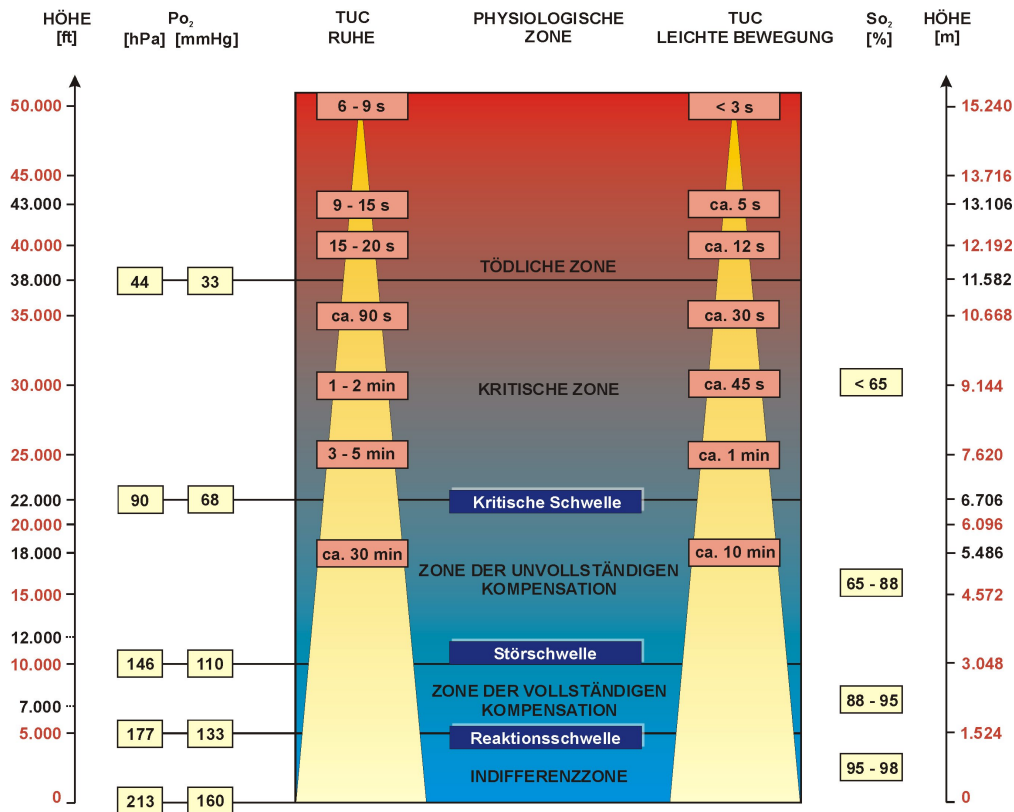 HÖHE
[ft]
Po2
[hPa] [mmHg]
TUC
RUHE
PHYSIOLOGISCHE
ZONE
TUC
LEICHTE BEWEGUNG
So2
[%]
HÖHE
[m]
50.000 6 - 9 s < 3 s 15.240
45.000 13.716
43.000 9 - 15 s ca. 5 s 13.106
40.000 15 - 20 s ca. 12 s 12.192
TÖDLICHE ZONE
38.000 44 33 11.582
35.000 ca. 90 s ca. 30 s 10.668
30.000 1 - 2 min KRITISCHE ZONE ca. 45 s < 65 9.144
25.000 3 - 5 min ca. 1 min 7.620
22.000 90 68 Kritische Schwelle 6.706
20.000 6.096
18.000 ca. 30 min ca. 10 min 5.486
ZONE DER UNVOLLSTÄNDIGEN
KOMPENSATION
65 - 88
15.000 4.572
12.000
Störschwelle
10.000 146 110 3.048
ZONE DER VOLLSTÄNDIGEN
KOMPENSATION
88 - 95
7.000
5.000 177 133 Reaktionsschwelle 1.524
INDIFFERENZZONE
95 - 98
0 213 160 0